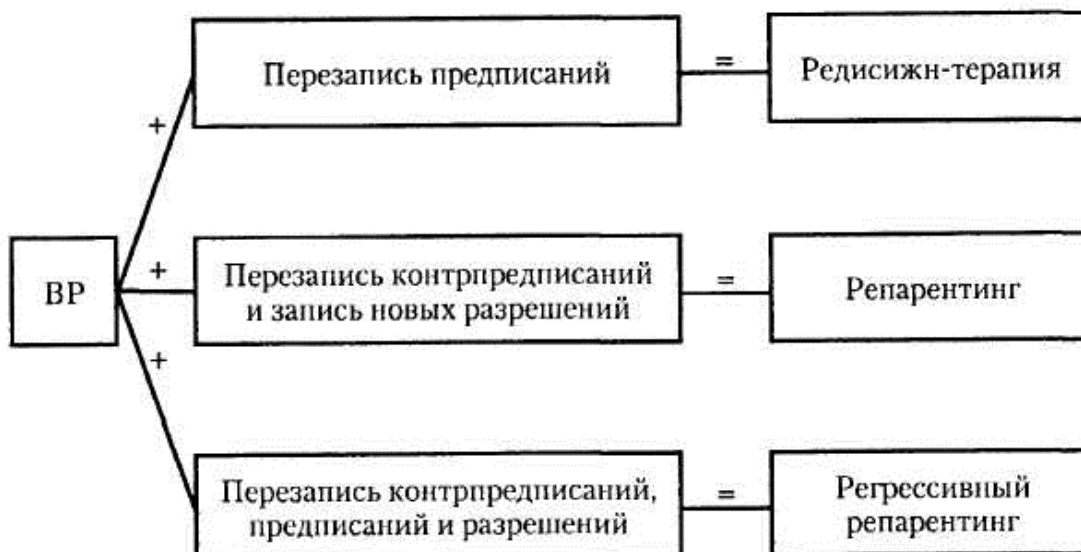 Перезапись предписаний
=
Редисижн-терапия
+
ВР
+
Перезапись контрпредписаний
и запись новых разрешений
=
Репарентинг
+
Перезапись контрпредписаний,
предписаний и разрешений
=
Регрессивный
репарентинг